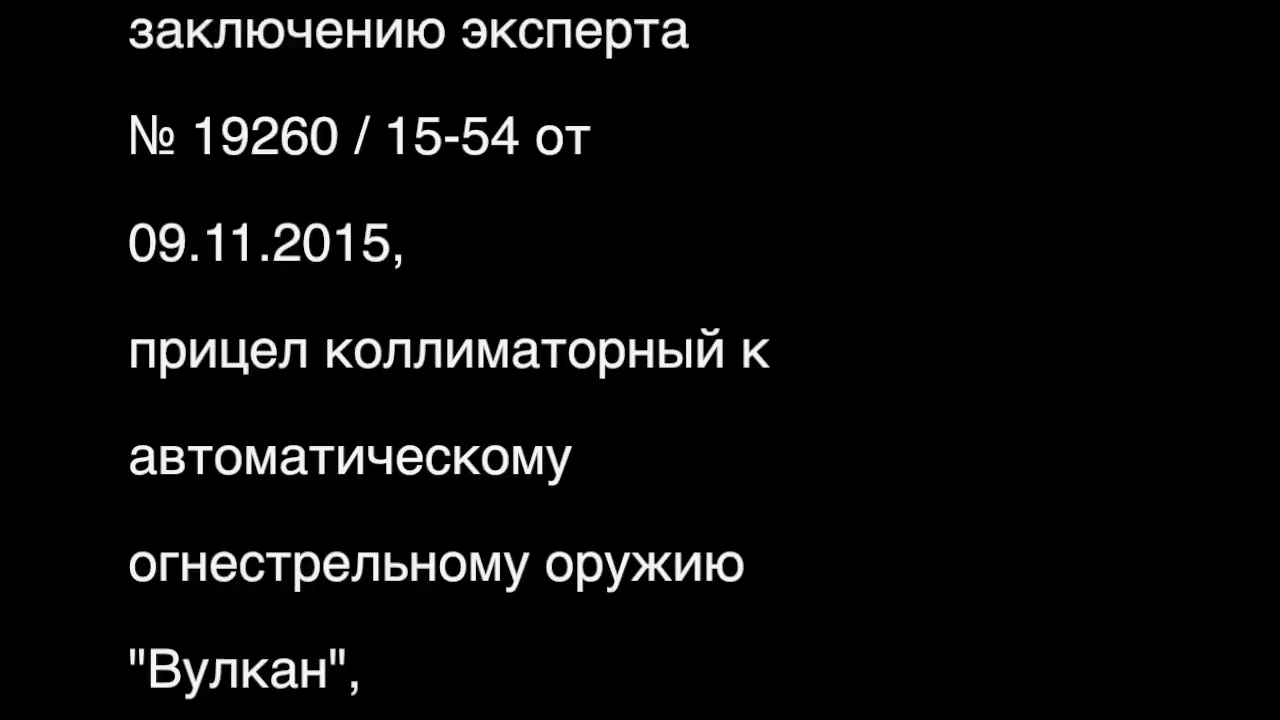 заключению эксперта
№ 19260 / 15-54 от
09.11.2015,
прицел коллиматорный к
автоматическому
огнестрельному оружию
"Вулкан",